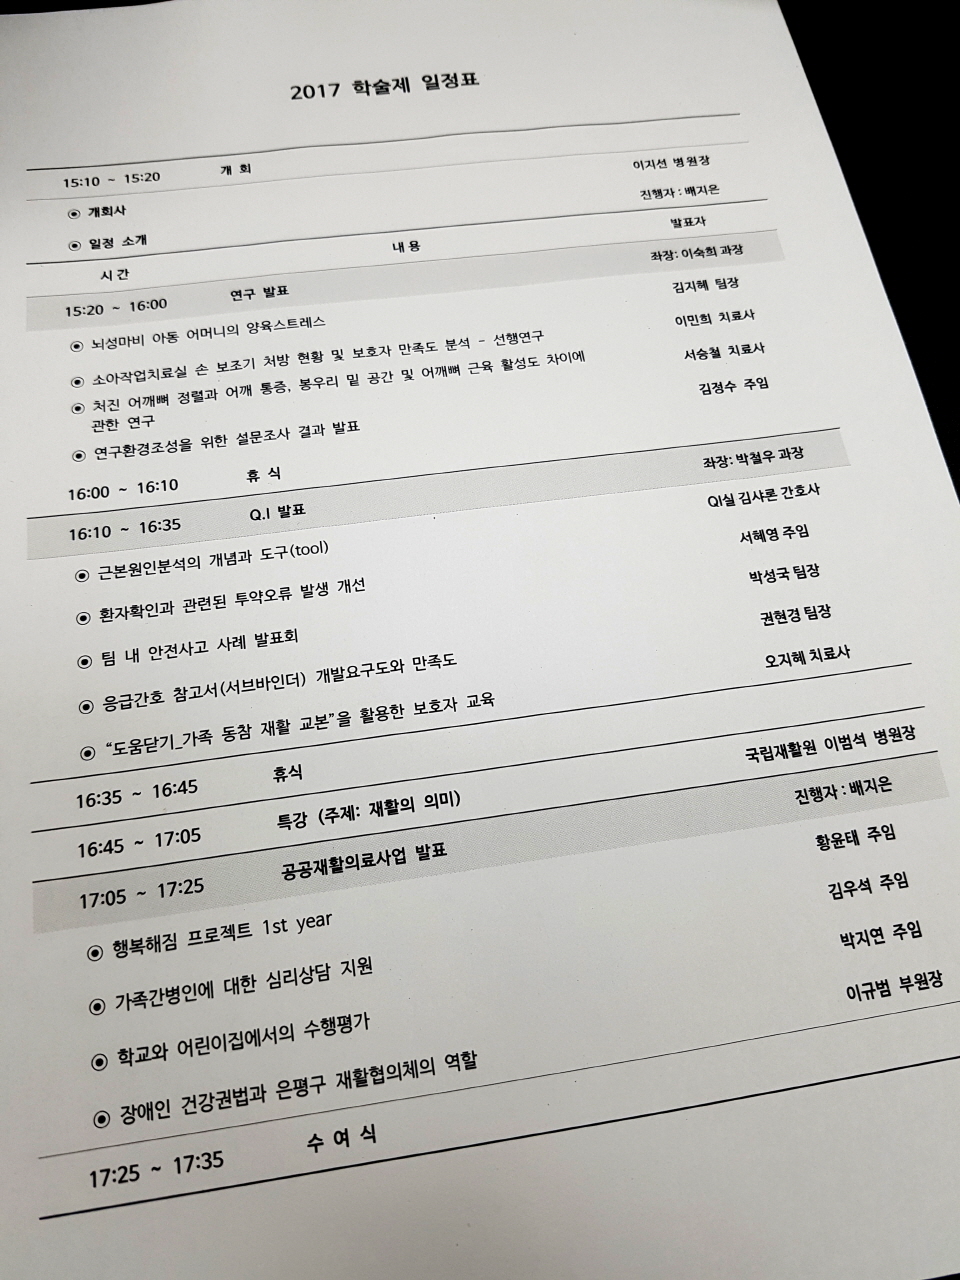 2017 학술제 일정표
15:10 ~ 15:20 개 회 이지선 병원장
◉ 개회사 진행자 : 배지은
◉ 일정 소개
시 간 내 용 발표자
15:20 ~ 16:00 연구 발표 좌장: 이숙희 과장
◉ 뇌성마비 아동 어머니의 양육스트레스 김지혜 팀장
◉ 소아작업치료실 손 보조기 처방 현황 및 보호자 만족도 분석 - 선행연구 이민희 치료사
◉ 처진 어깨뼈 정렬과 어깨 통증, 봉우리 밑 공간 및 어깨뼈 근육 활성도 차이에 서승철 치료사
관한 연구
◉ 연구환경조성을 위한 설문조사 결과 발표 김정수 주임
16:00 ~ 16:10 휴 식
16:10 ~ 16:35 Q.I 발표 좌장: 박철우 과장
◉ 근본원인분석의 개념과 도구(tool) QI실 김샤론 간호사
◉ 환자확인과 관련된 투약오류 발생 개선 서혜영 주임
◉ 팀 내 안전사고 사례 발표회 박성국 팀장
◉ 응급간호 참고서(서브바인더) 개발요구도와 만족도 권현경 팀장
◉ “도움닫기_가족 동참 재활 교본”을 활용한 보호자 교육 오지혜 치료사
16:35 ~ 16:45 휴식
16:45 ~ 17:05 특강 (주제: 재활의 의미) 국립재활원 이범석 병원장
17:05 ~ 17:25 공공재활의료사업 발표 진행자 : 배지은
◉ 행복해짐 프로젝트 1st year 황윤태 주임
◉ 가족간병인에 대한 심리상담 지원 김우석 주임
◉ 학교와 어린이집에서의 수행평가 박지연 주임
◉ 장애인 건강권법과 은평구 재활협의체의 역할 이규범 부원장
17:25 ~ 17:35 수 여 식